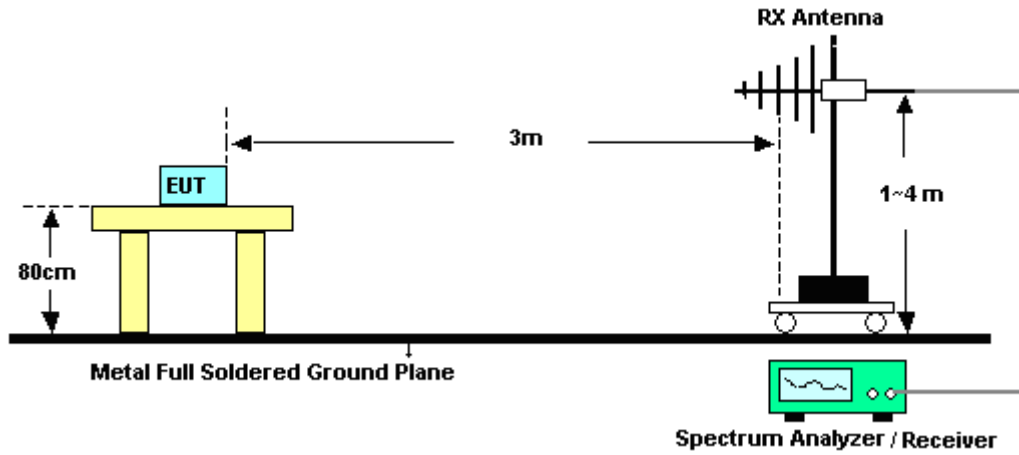 RX Antenna
3m
EUT
1~4 m
80cm
Metal Full Soldered Ground Plane
Spectrum Analyzer / Receiver